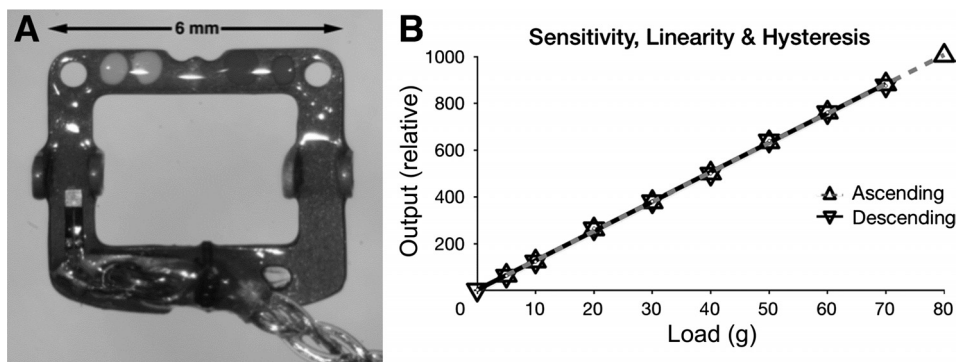 A
6 mm
B
Sensitivity, Linearity & Hysteresis
Output (relative)
1000
800
600
400
200
Ascending
Descending
0
10
20
30
40
50
60
70
80
Load (g)